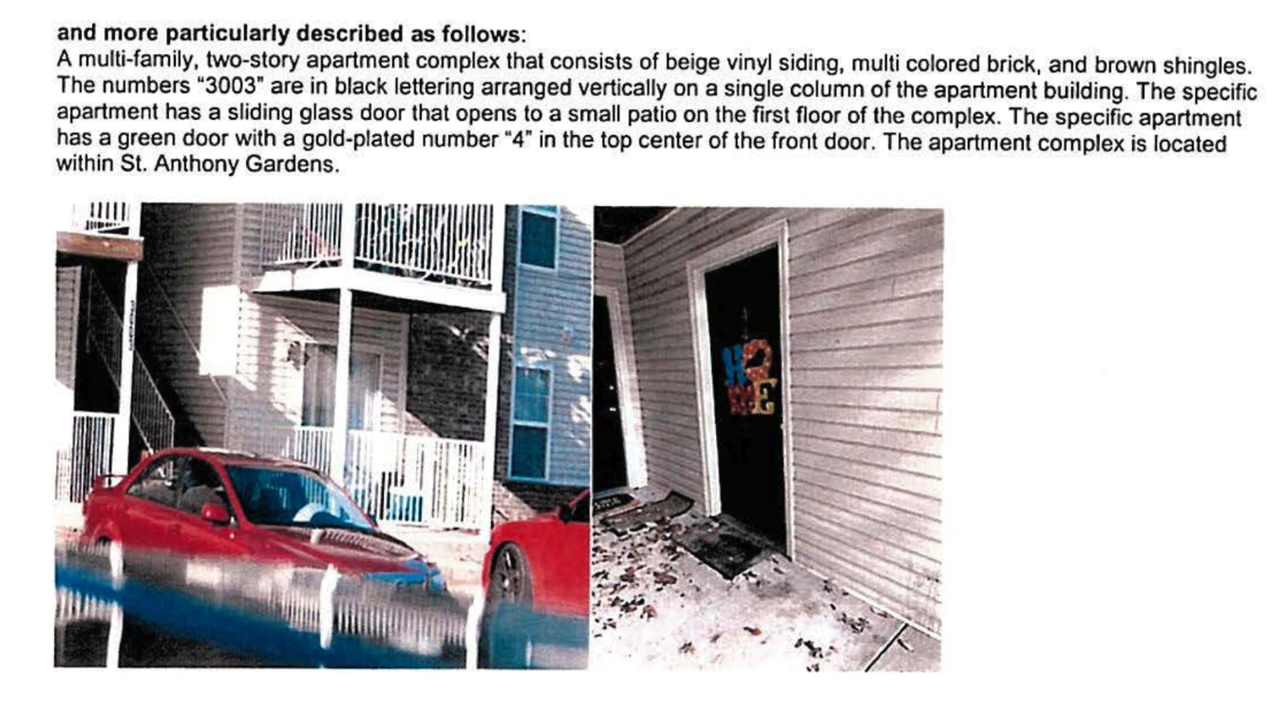 and more particularly described as follows:
A multi-family, two-story apartment complex that consists of beige vinyl siding, multi colored brick, and brown shingles.
The numbers “3003” are in black lettering arranged vertically on a single column of the apartment building. The specific
apartment has a sliding glass door that opens to a small patio on the first floor of the complex. The specific apartment
has a green door with a gold-plated number “4” in the top center of the front door. The apartment complex is located
within St. Anthony Gardens.
HOME